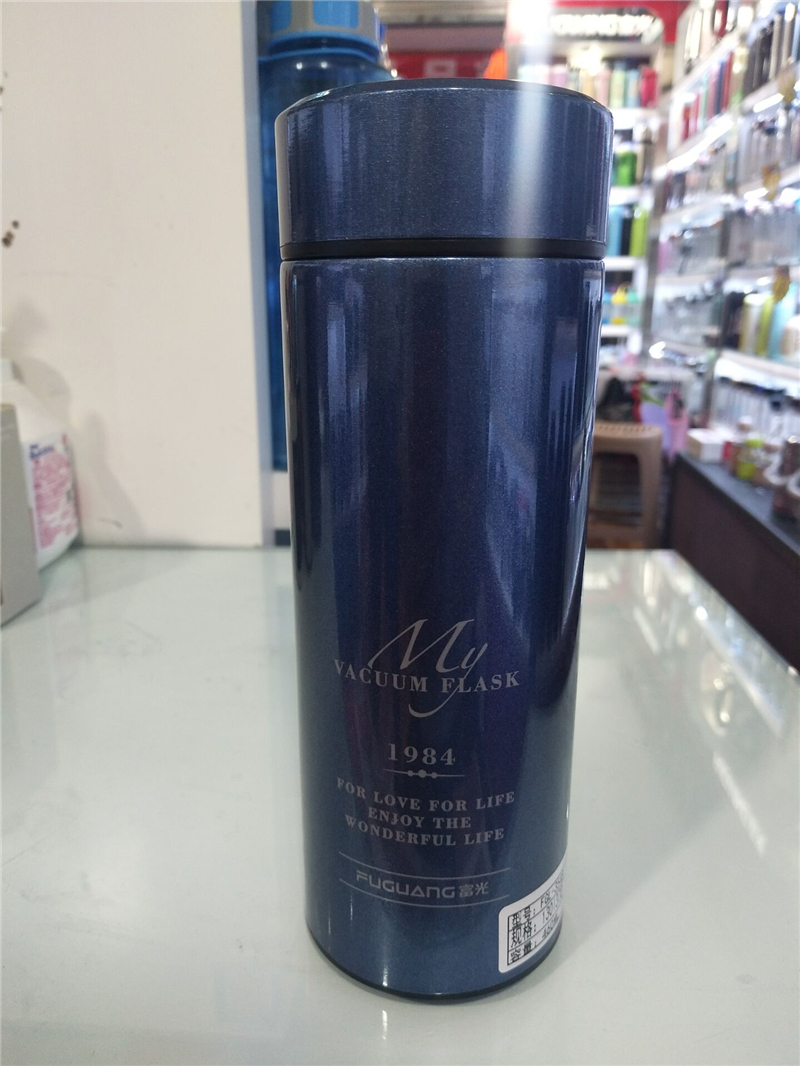 My
VACUUM FLASK
1984
FOR LOVE FOR LIFE
ENJOY THE
WONDERFUL LIFE
FUGUANG富光